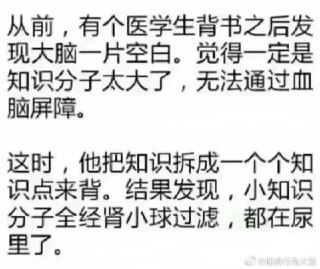 从前，有个医学生背书之后发
现大脑一片空白。觉得一定是
知识分子太大了，无法通过血
脑屏障。
这时，他把知识拆成一个个知
识点来背。结果发现，小知识
分子全经肾小球过滤，都在尿
里了。